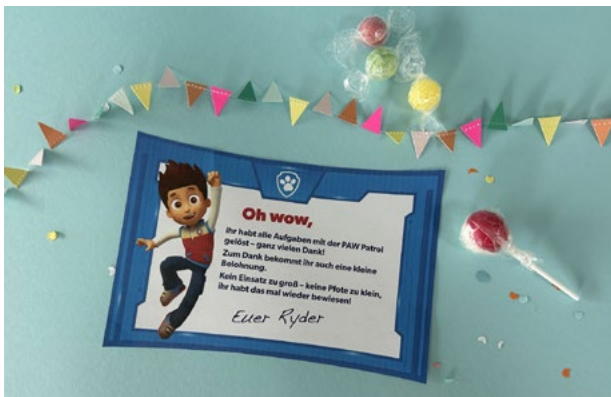 Oh wow,
ihr habt alle Aufgaben mit der PAW Patrol
gelöst – ganz vielen Dank!
Zum Dank bekommt ihr auch eine kleine
Belohnung.
Kein Einsatz zu groß – keine Pfote zu klein,
ihr habt das mal wieder bewiesen!
Euer Ryder